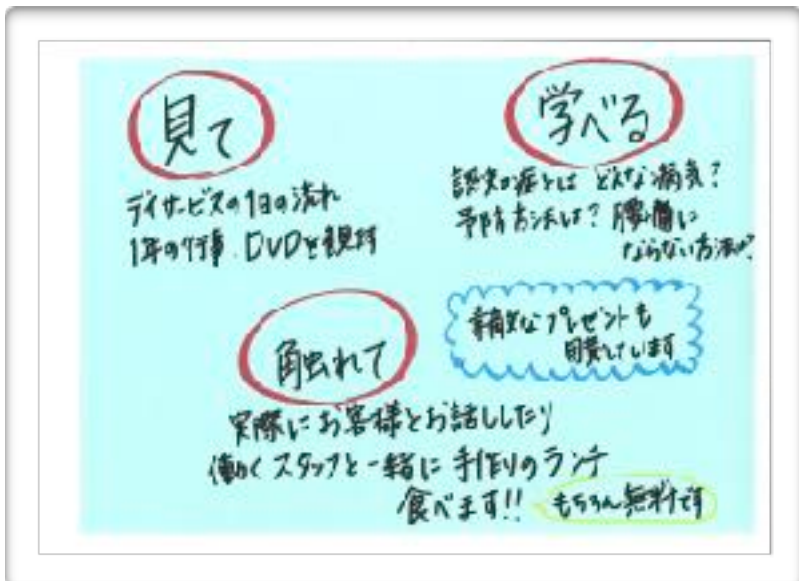 見て
デイサービスの1日の流れ
1年の行事、DVDを観賞
学べる
認知症とは どんな病気?
予防方法は? 腰痛に
ならない方法は?
触れて
実際にお客様とお話ししたり
働くスタッフと一緒に手作りのランチ
食べます!! もちろん無料です
素敵なプレゼントも
用意しています